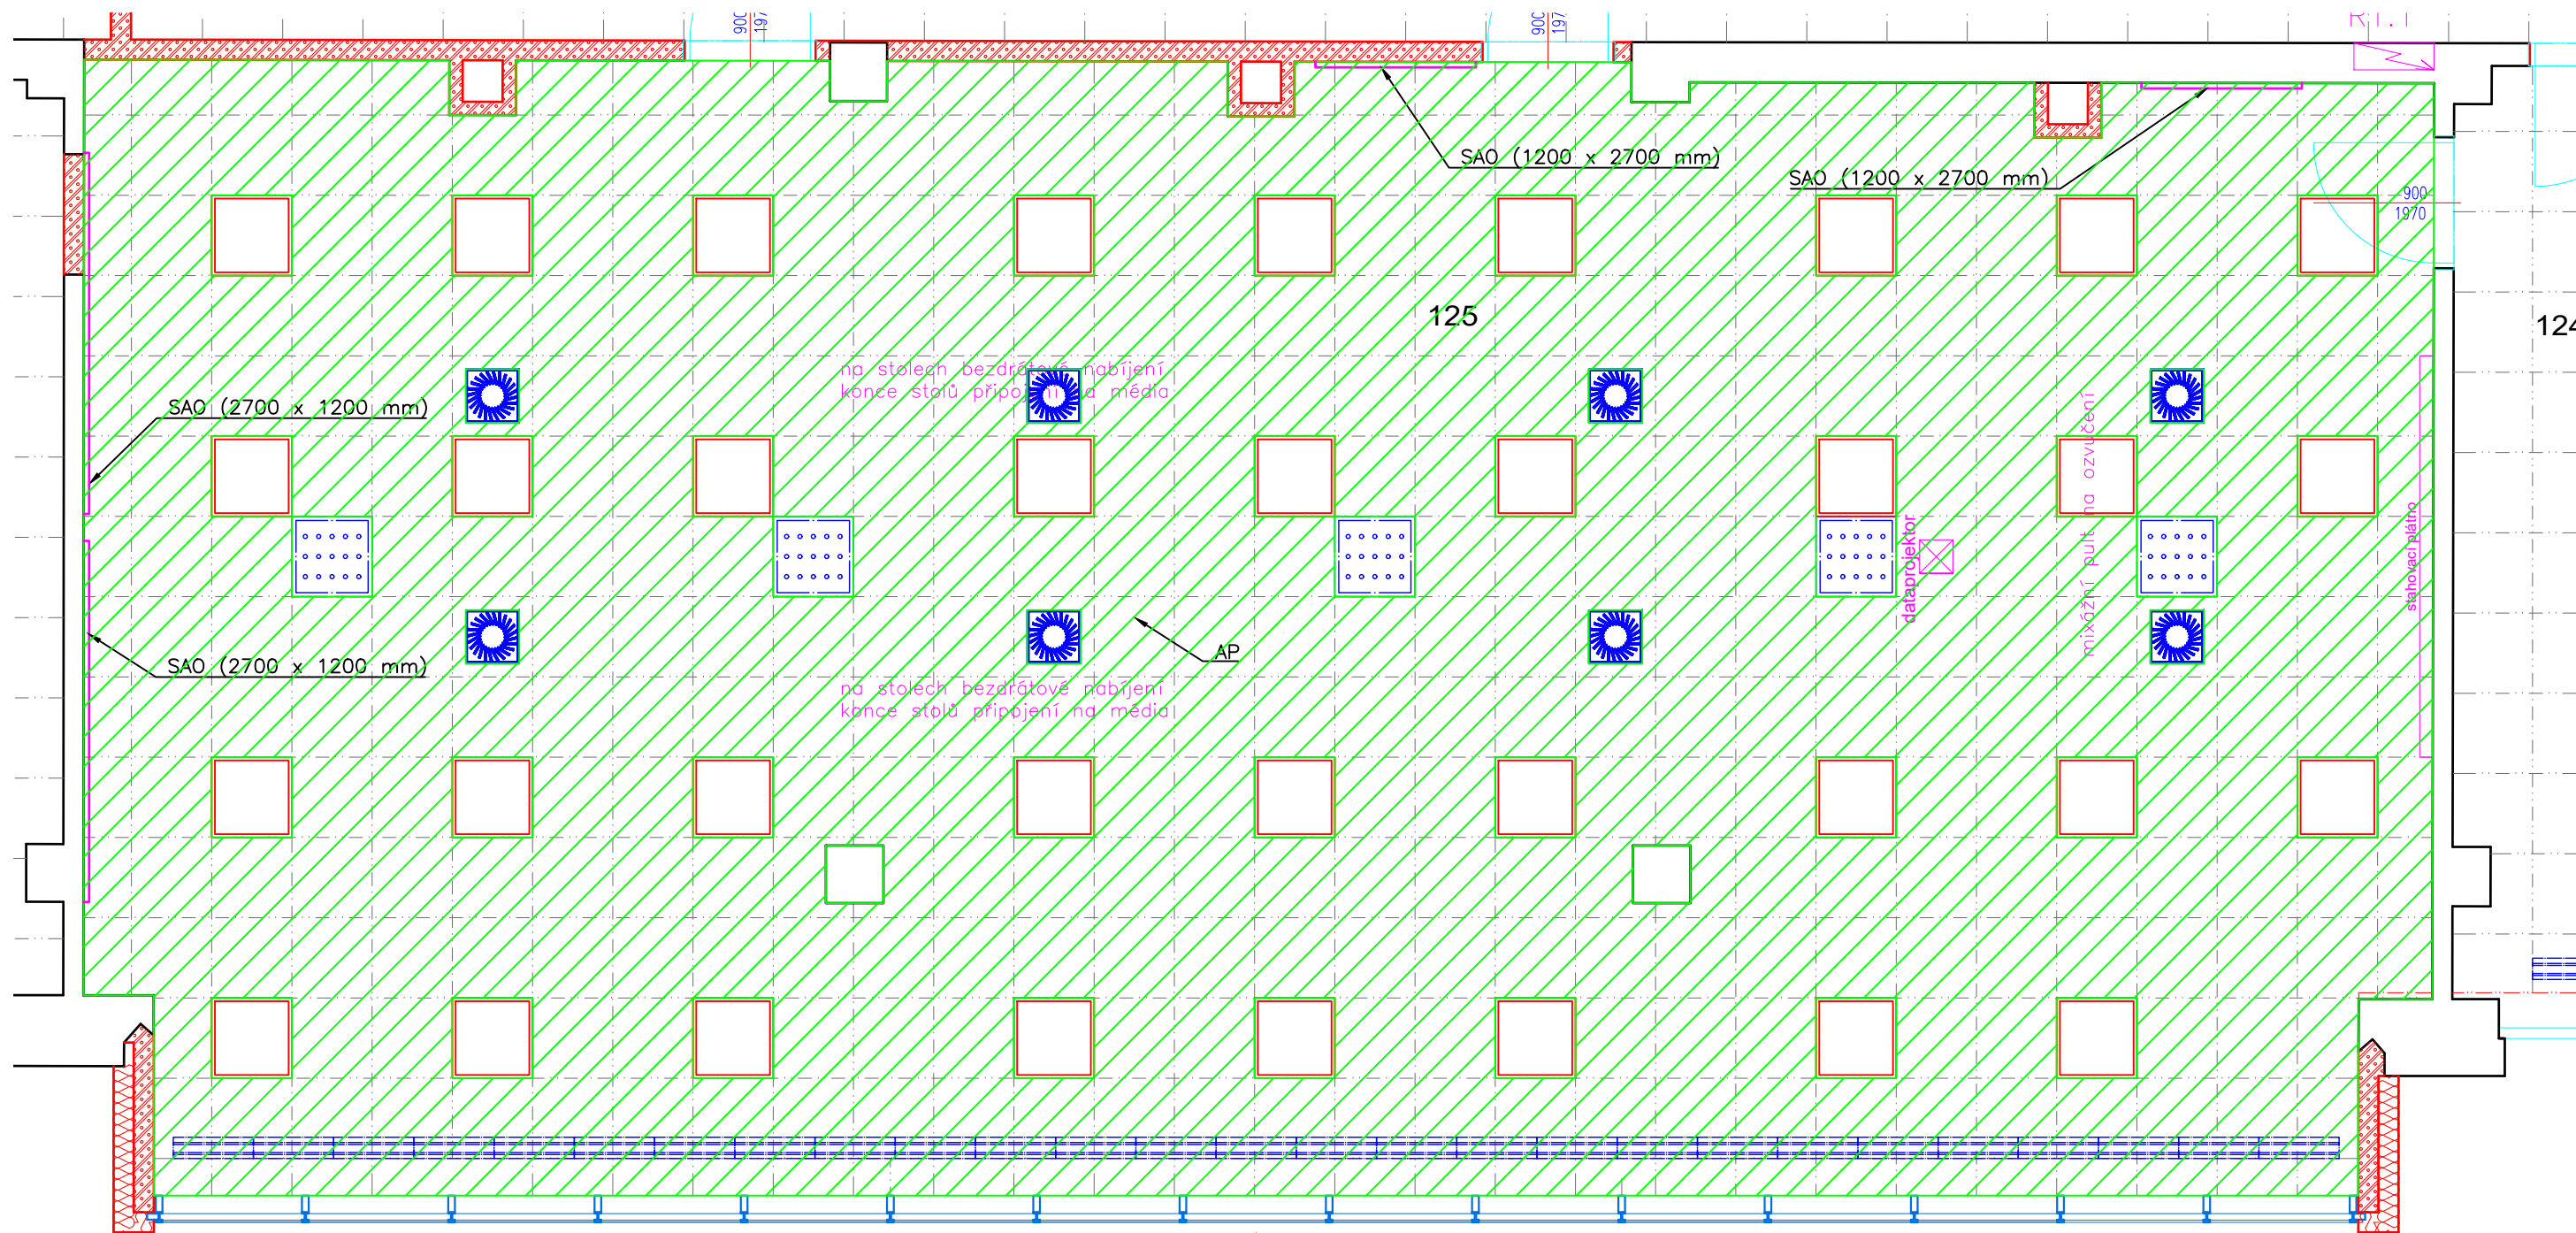 900
197
900
197
R1.1
SAO (1200 x 2700 mm)
SAO (1200 x 2700 mm)
900
1970
125
124
na stolech bezdrátové nabíjení
konce stolů připojení na média
SAO (2700 x 1200 mm)
mixážní pult na ozvučení
stahovací plátno
dataprojektor
SAO (2700 x 1200 mm)
AP
na stolech bezdrátové nabíjení
konce stolů připojení na média